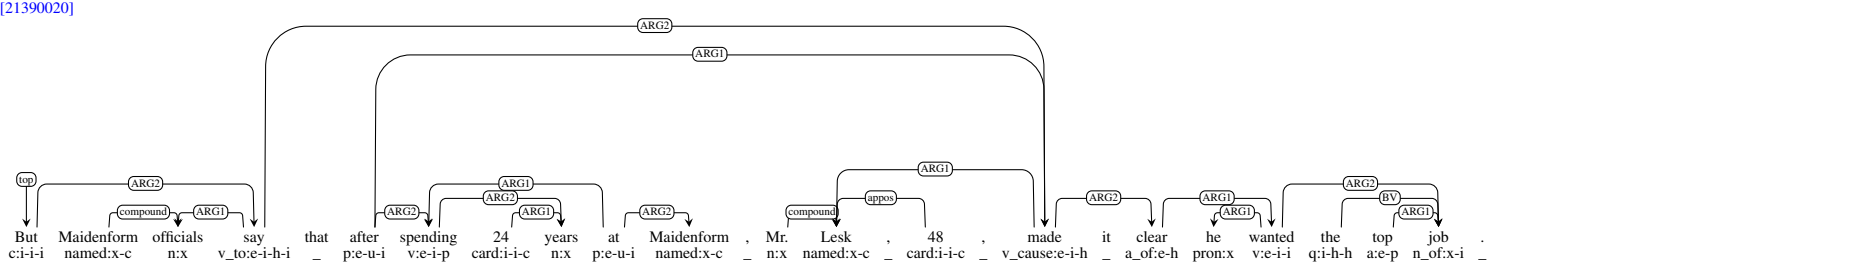 [21390020]
ARG2
ARG1
top ARG2 compound ARG1 ARG2 ARG1 ARG2 ARG1 ARG2 compound ARG1 appos ARG2 ARG1 ARG1 ARG2 BV ARG1
But Maidenform officials say that after spending 24 years at Maidenform , Mr. Lesk , 48 , made it clear he wanted the top job .
c:i-i-i named:x-c n:x v_to:e-i-h-i _ p:e-u-i v:e-i-p card:i-i-c n:x p:e-u-i named:x-c _ n:x named:x-c _ card:i-i-c _ v_cause:e-i-h _ a_of:e-h pron:x v:e-i-i q:i-h-h a:e-p n_of:x-i _